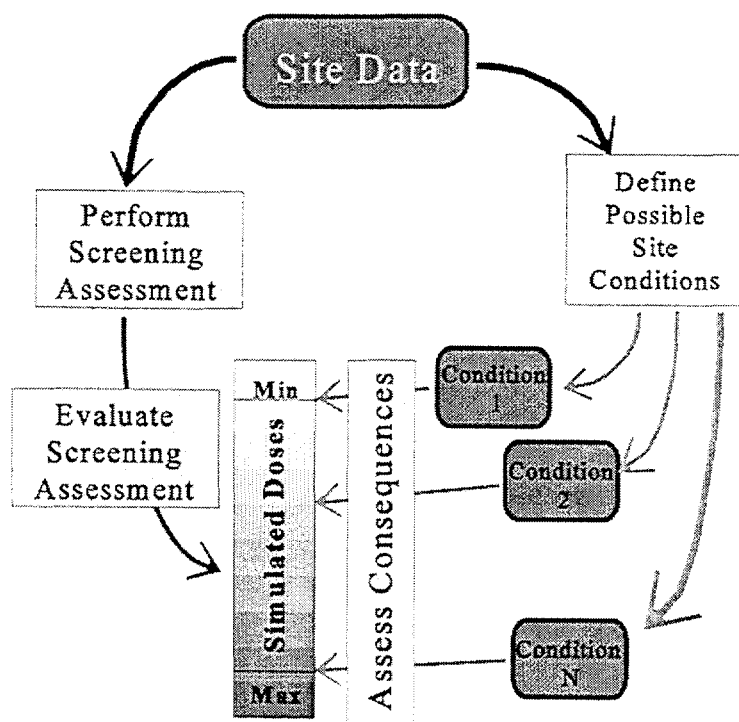 Site Data
Perform
Screening
Assessment
Define
Possible
Site
Conditions
Evaluate
Screening
Assessment
Min
Simulated Doses
Max
Assess Consequences
Condition
1
Condition
2
Condition
N